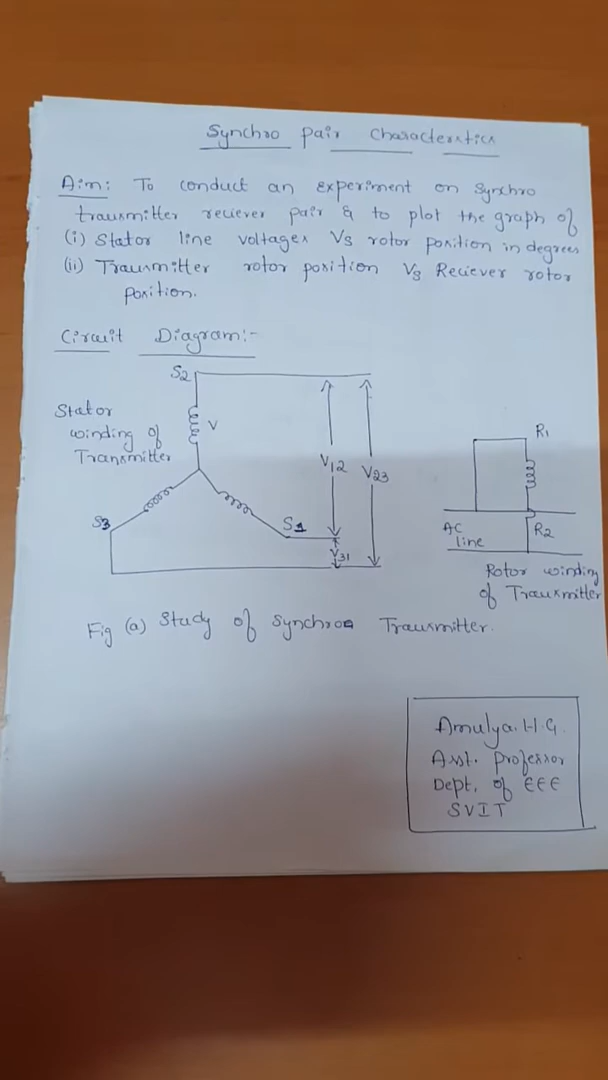 Synchro pair characteristics
Aim: To conduct an experiment on synchro
transmitter reciever pair & to plot the graph of
(i) Stator line voltages Vs rotor position in degrees
(ii) Transmitter rotor position Vs Reciever rotor
position.
Circuit Diagram:-
S2
Stator
winding of
Transmitter
V
V12
V23
S3
S1
V31
R1
AC
line
R2
Rotor winding
of Transmitter
Fig (a) Study of Synchro Transmitter.
Amulya.H.G.
Asst. professor
Dept. of EEE
SVIT